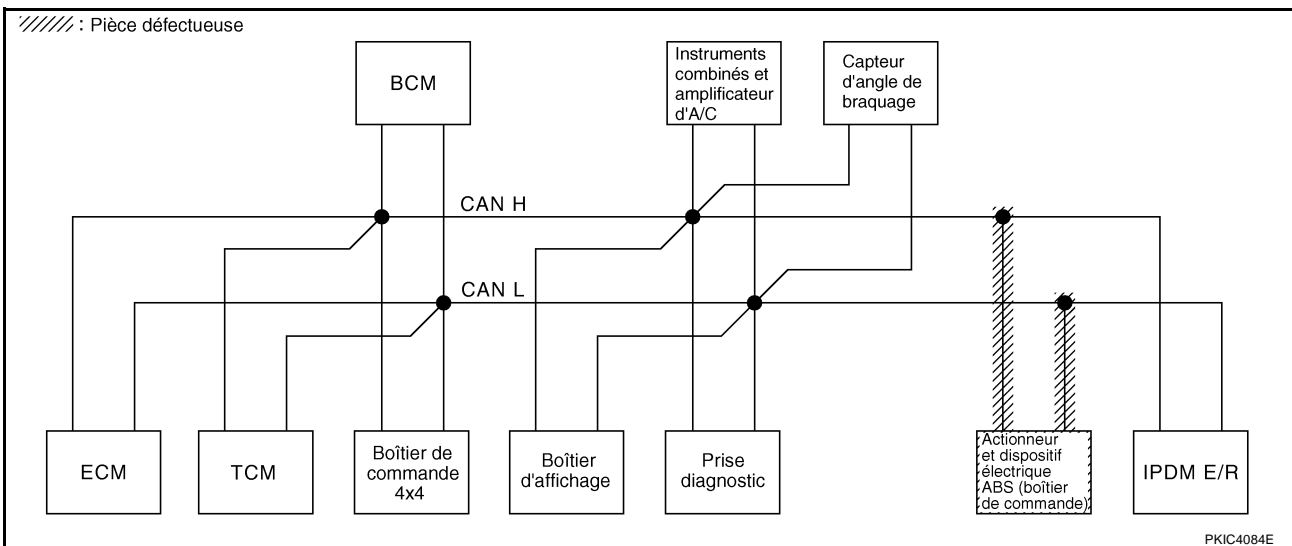 : Pièce défectueuse
BCM
Instruments
combinés et
amplificateur
d'A/C
Capteur
d'angle de
braquage
CAN H
CAN L
ECM
TCM
Boîtier de
commande
4x4
Boîtier
d'affichage
Prise
diagnostic
Actionneur
et dispositif
électrique
ABS (boîtier
de commande)
IPDM E/R
PKIC4084E